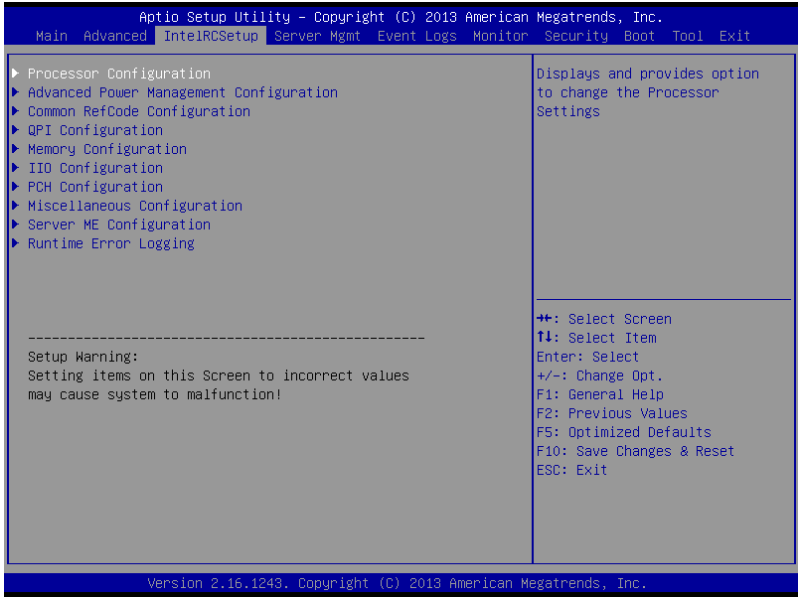 Aptio Setup Utility – Copyright (C) 2013 American Megatrends, Inc.
Main Advanced IntelRCSetup Server Mgmt Event Logs Monitor Security Boot Tool Exit
Processor Configuration
Advanced Power Management Configuration
Common RefCode Configuration
QPI Configuration
Memory Configuration
IIO Configuration
PCH Configuration
Miscellaneous Configuration
Server ME Configuration
Runtime Error Logging
--------------------------------------------------
Setup Warning:
Setting items on this Screen to incorrect values
may cause system to malfunction!
Displays and provides option
to change the Processor
Settings
→←: Select Screen
↑↓: Select Item
Enter: Select
+/-: Change Opt.
F1: General Help
F2: Previous Values
F5: Optimized Defaults
F10: Save Changes & Reset
ESC: Exit
Version 2.16.1243. Copyright (C) 2013 American Megatrends, Inc.